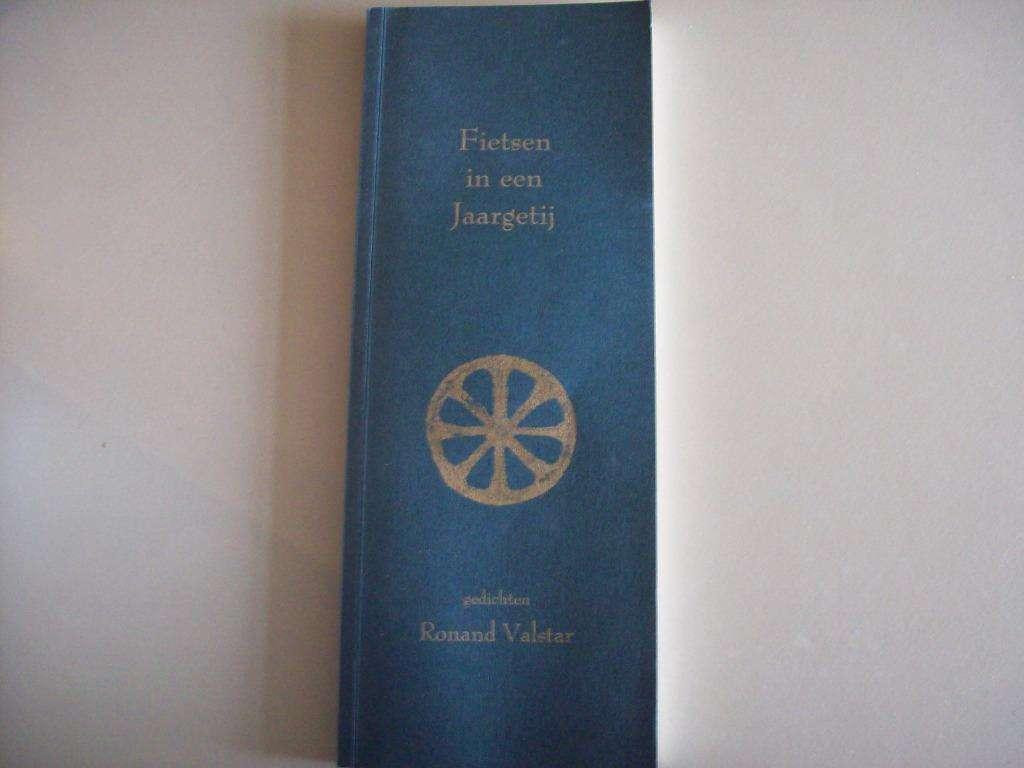 Fietsen
in een
Jaargetij
gedichten
Ronand Valstar